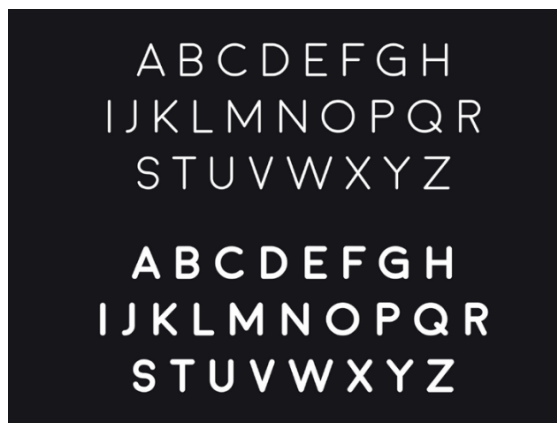 ABCDEFGH
IJKLMNOPQR
STUVWXYZ
ABCDEFGH
IJKLMNOPQR
STUVWXYZ